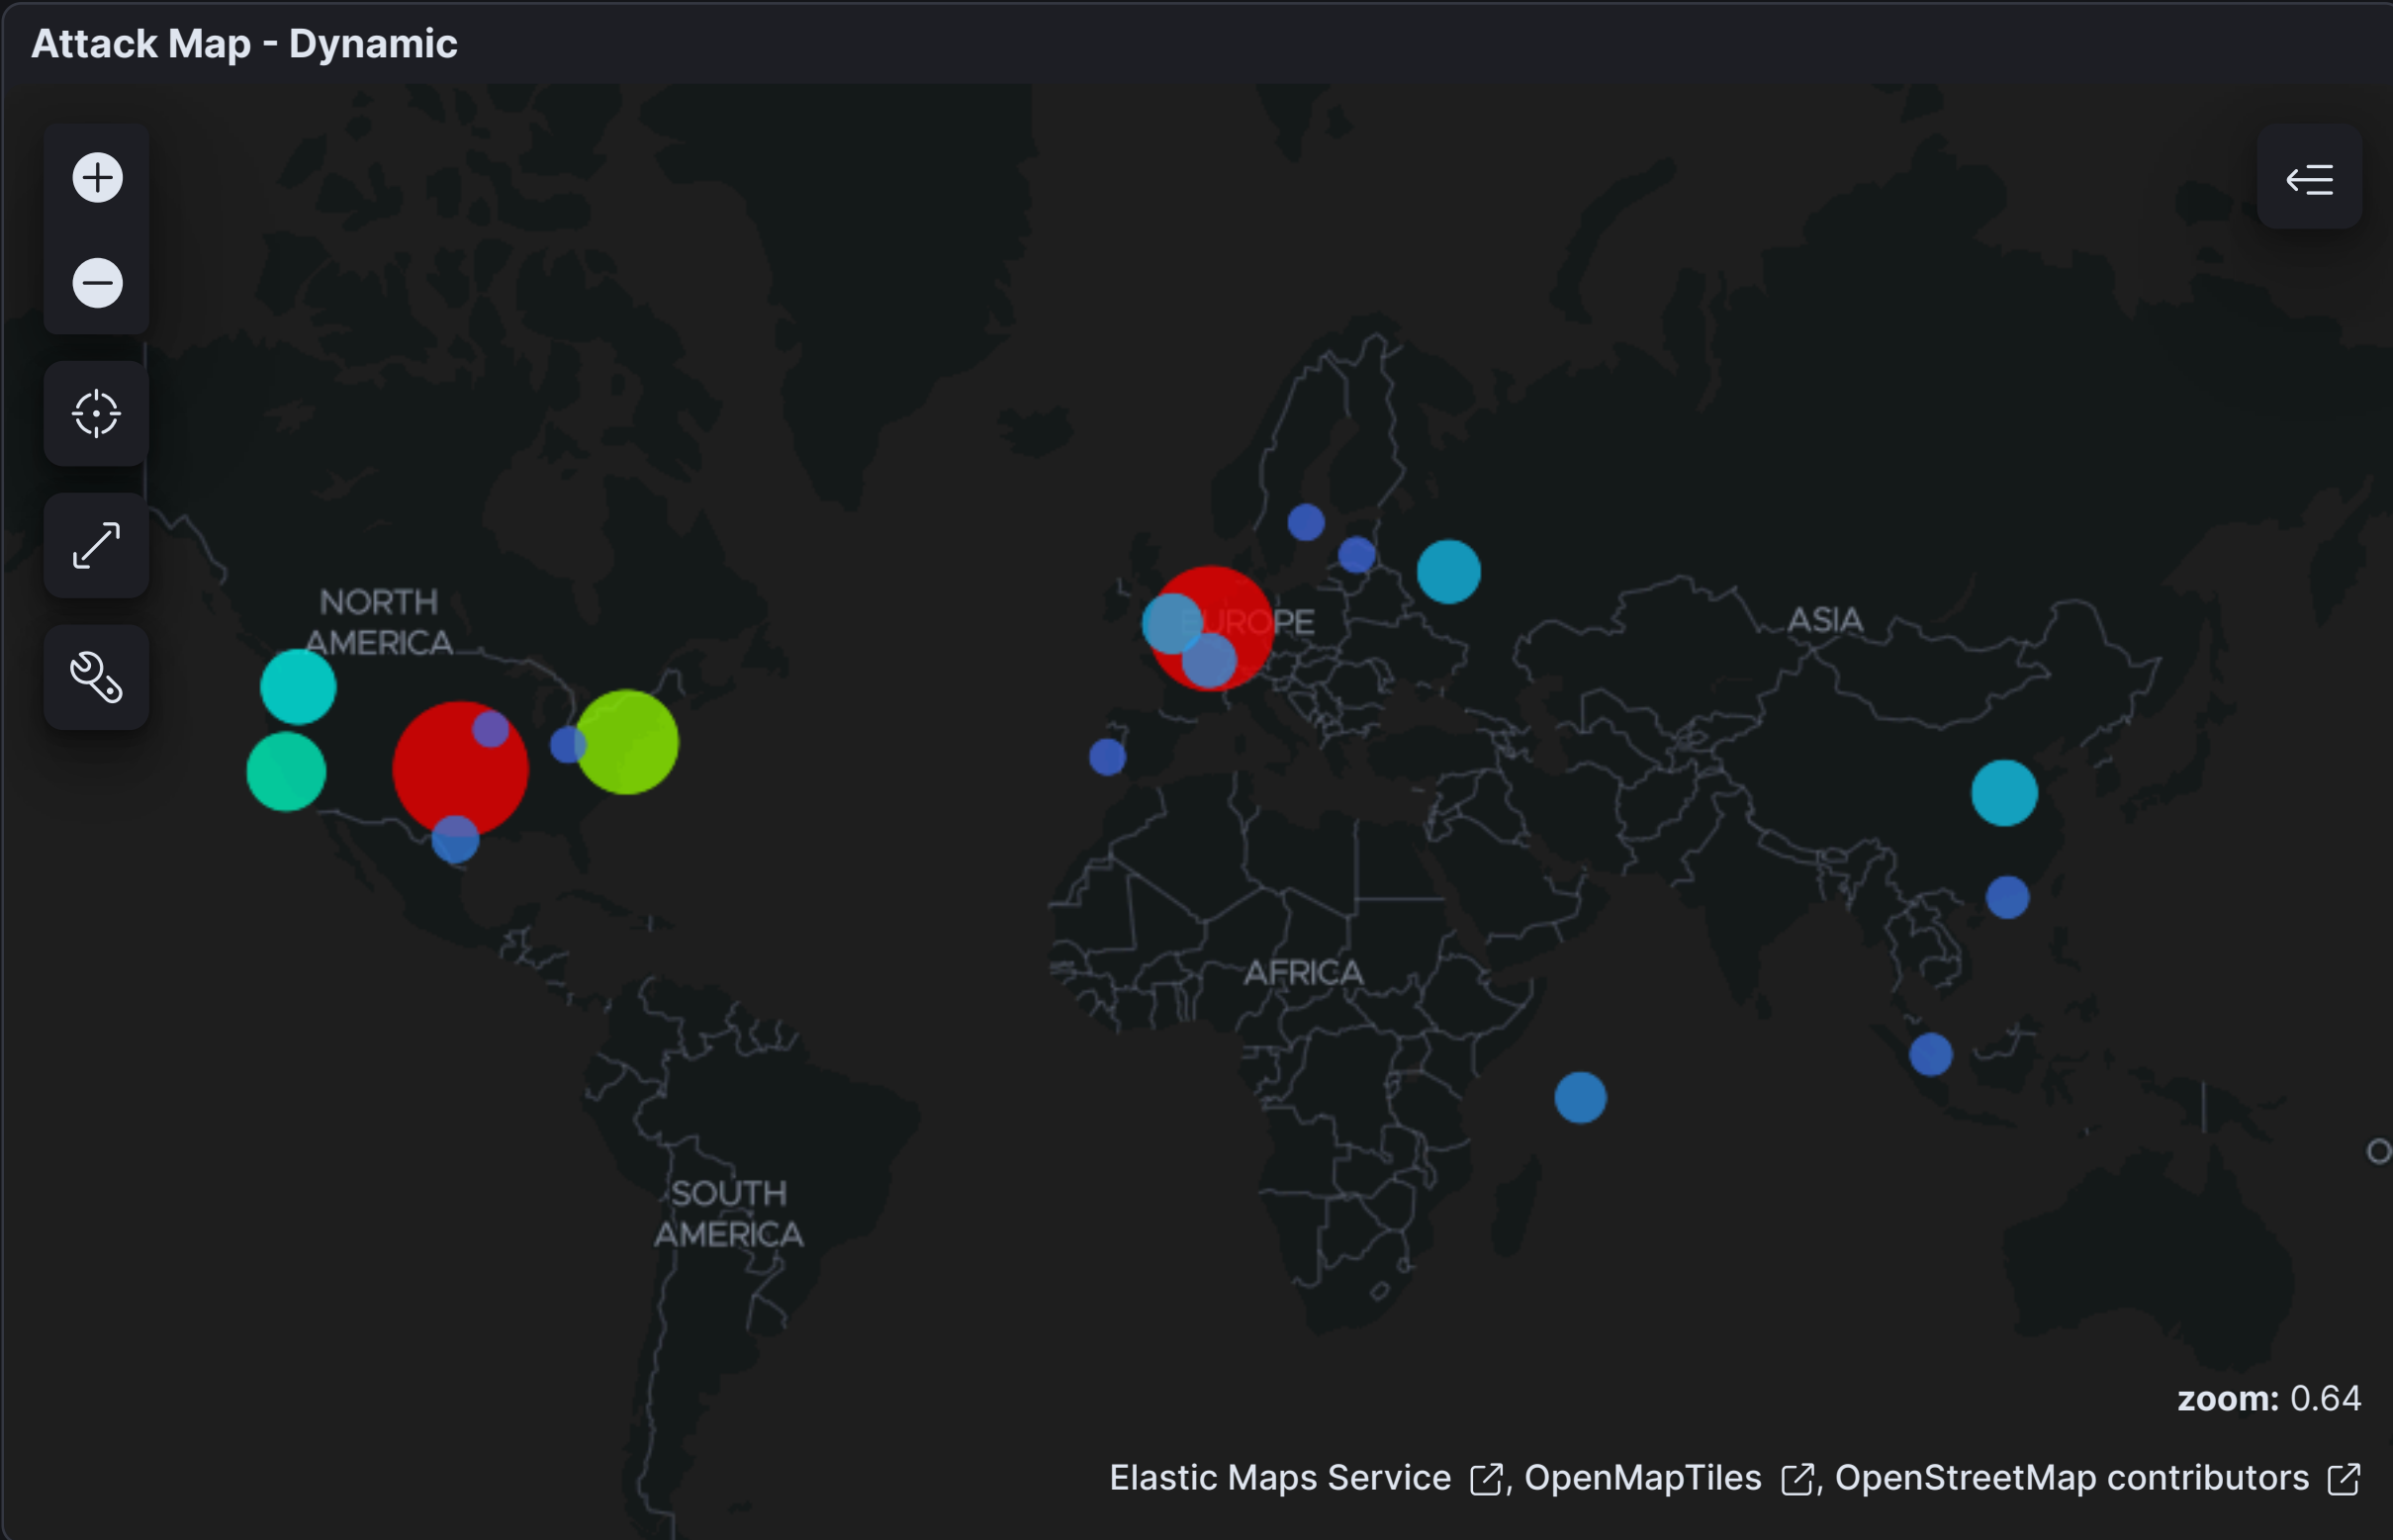 Attack Map - Dynamic
NORTH
AMERICA
EUROPE
ASIA
AFRICA
SOUTH
AMERICA
O
zoom: 0.64
Elastic Maps Service , OpenMapTiles , OpenStreetMap contributors